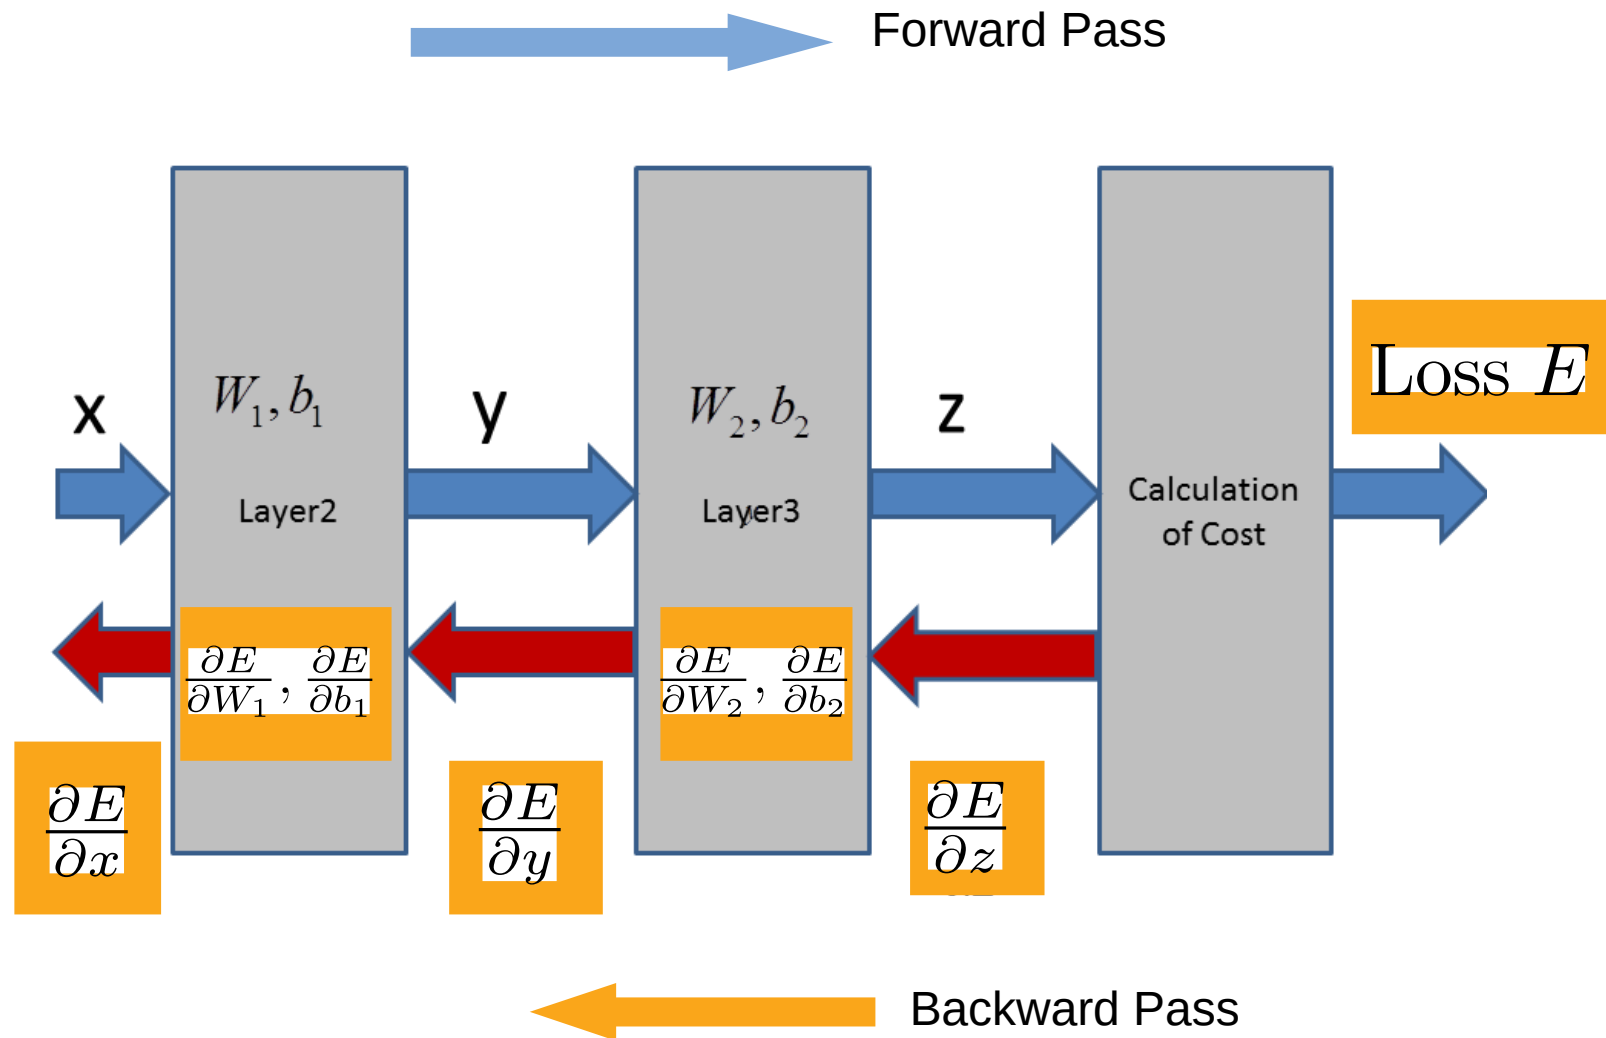 Forward Pass
Loss E
x
W₁, b₁
y
W₂, b₂
z
Calculation
of Cost
Layer2
Layer3
∂E/∂W₁, ∂E/∂b₁
∂E/∂W₂, ∂E/∂b₂
∂E/∂x
∂E/∂y
∂E/∂z
Backward Pass